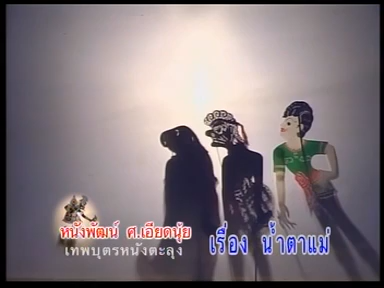 หนังพัฒน์ ศ.เอียดนุ้ย
เทพบุตรหนังตะลุง
เรื่อง น้ำตาแม่